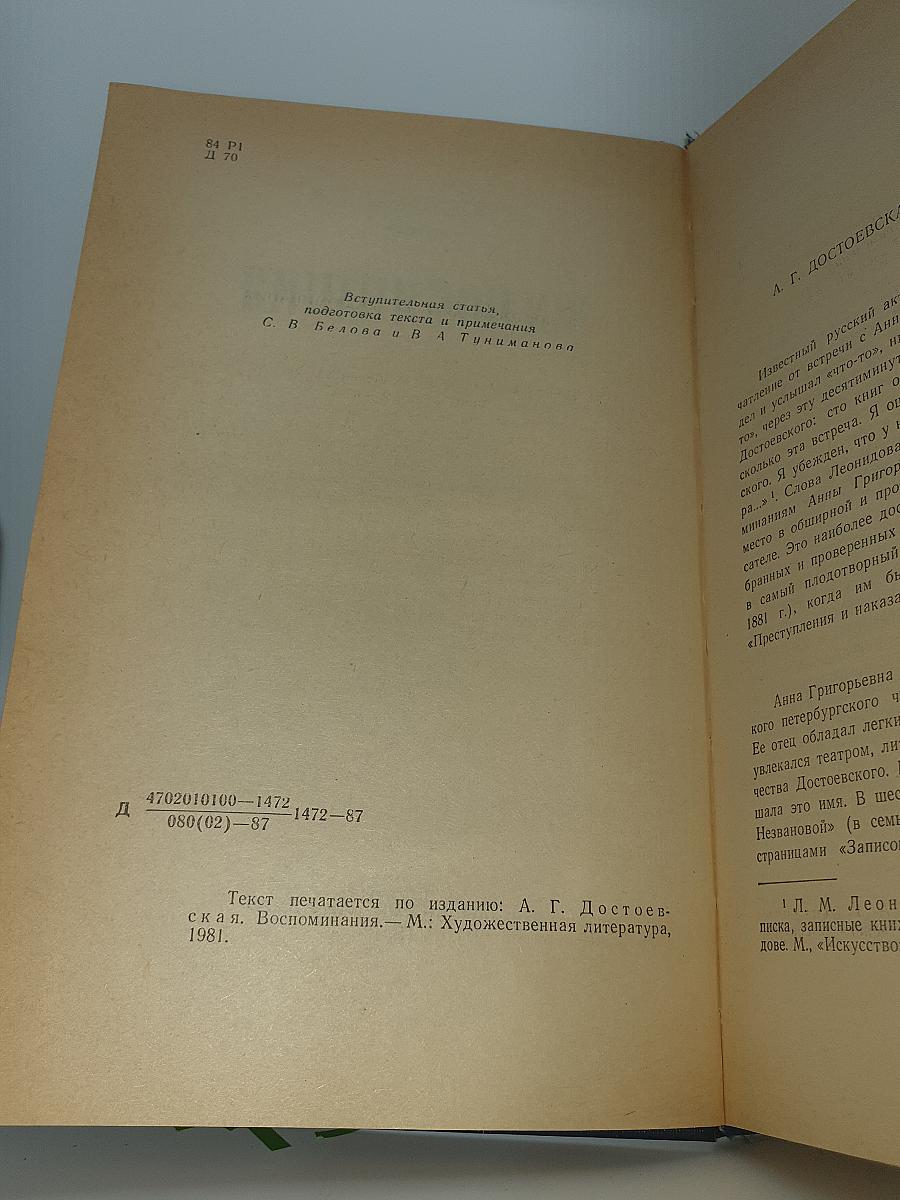 84 Р1
Д 70
Вступительная статья,
подготовка текста и примечания
С. В Белова и В А Туниманова
Д 4702010100—1472
080(02)—87
—1472—87
Текст печатается по изданию: А. Г. Достоев-
ская. Воспоминания.— М.: Художественная литература,
1981.
А. Г. ДОСТОЕВСКА
Известный русский ак
чатление от встречи с Анн
дел и услышал «что-то», н
то», через эту десятиминут
Достоевского: сто книг о
сколько эта встреча. Я ощ
ского. Я убежден, что у н
ра...»¹. Слова Леонидова
минаниям Анны Григор
место в обширной и про
сателе. Это наиболее дос
бранных и проверенных
в самый плодотворный
1881 г.), когда им бы
«Преступления и наказа
Анна Григорьевна
кого петербургского ч
Ее отец обладал легки
увлекался театром, ли
чества Достоевского.
шала это имя. В шес
Незвановой» (в семь
страницами «Записо
¹ Л. М. Леон
писка, записные книж
дове. М., «Искусство